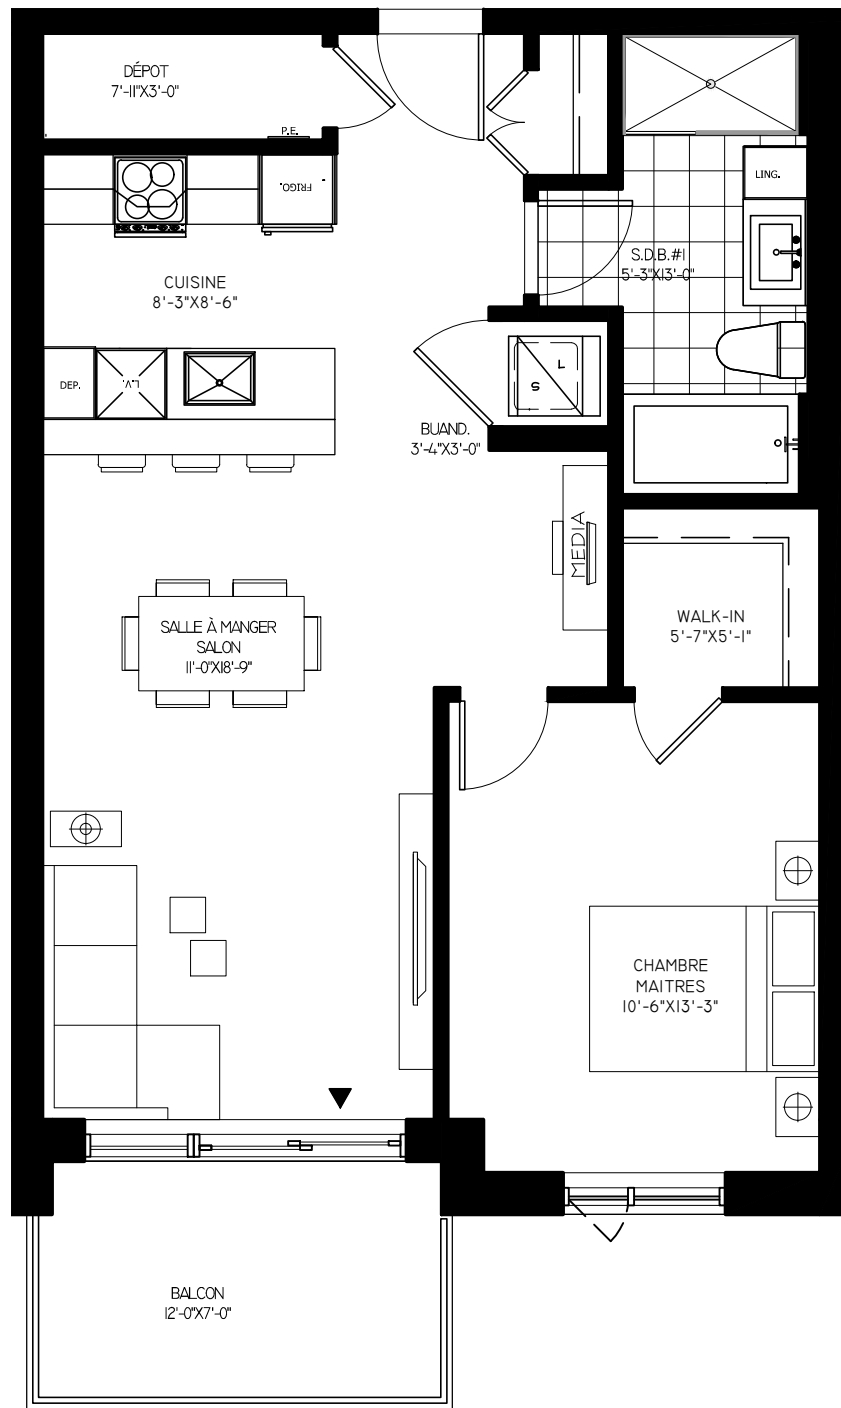 DÉPOT
7'-11"X3'-0"
P.E.
FRIGO.
LING.
CUISINE
8'-3"X8'-6"
S.D.B.#1
5'-3"X13'-0"
DEP.
L.V.
L
S
BUAND.
3'-4"X3'-0"
MEDIA
SALLE À MANGER
SALON
11'-0"X18'-9"
WALK-IN
5'-7"X5'-1"
CHAMBRE
MAITRES
10'-6"X13'-3"
BALCON
12'-0"X7'-0"